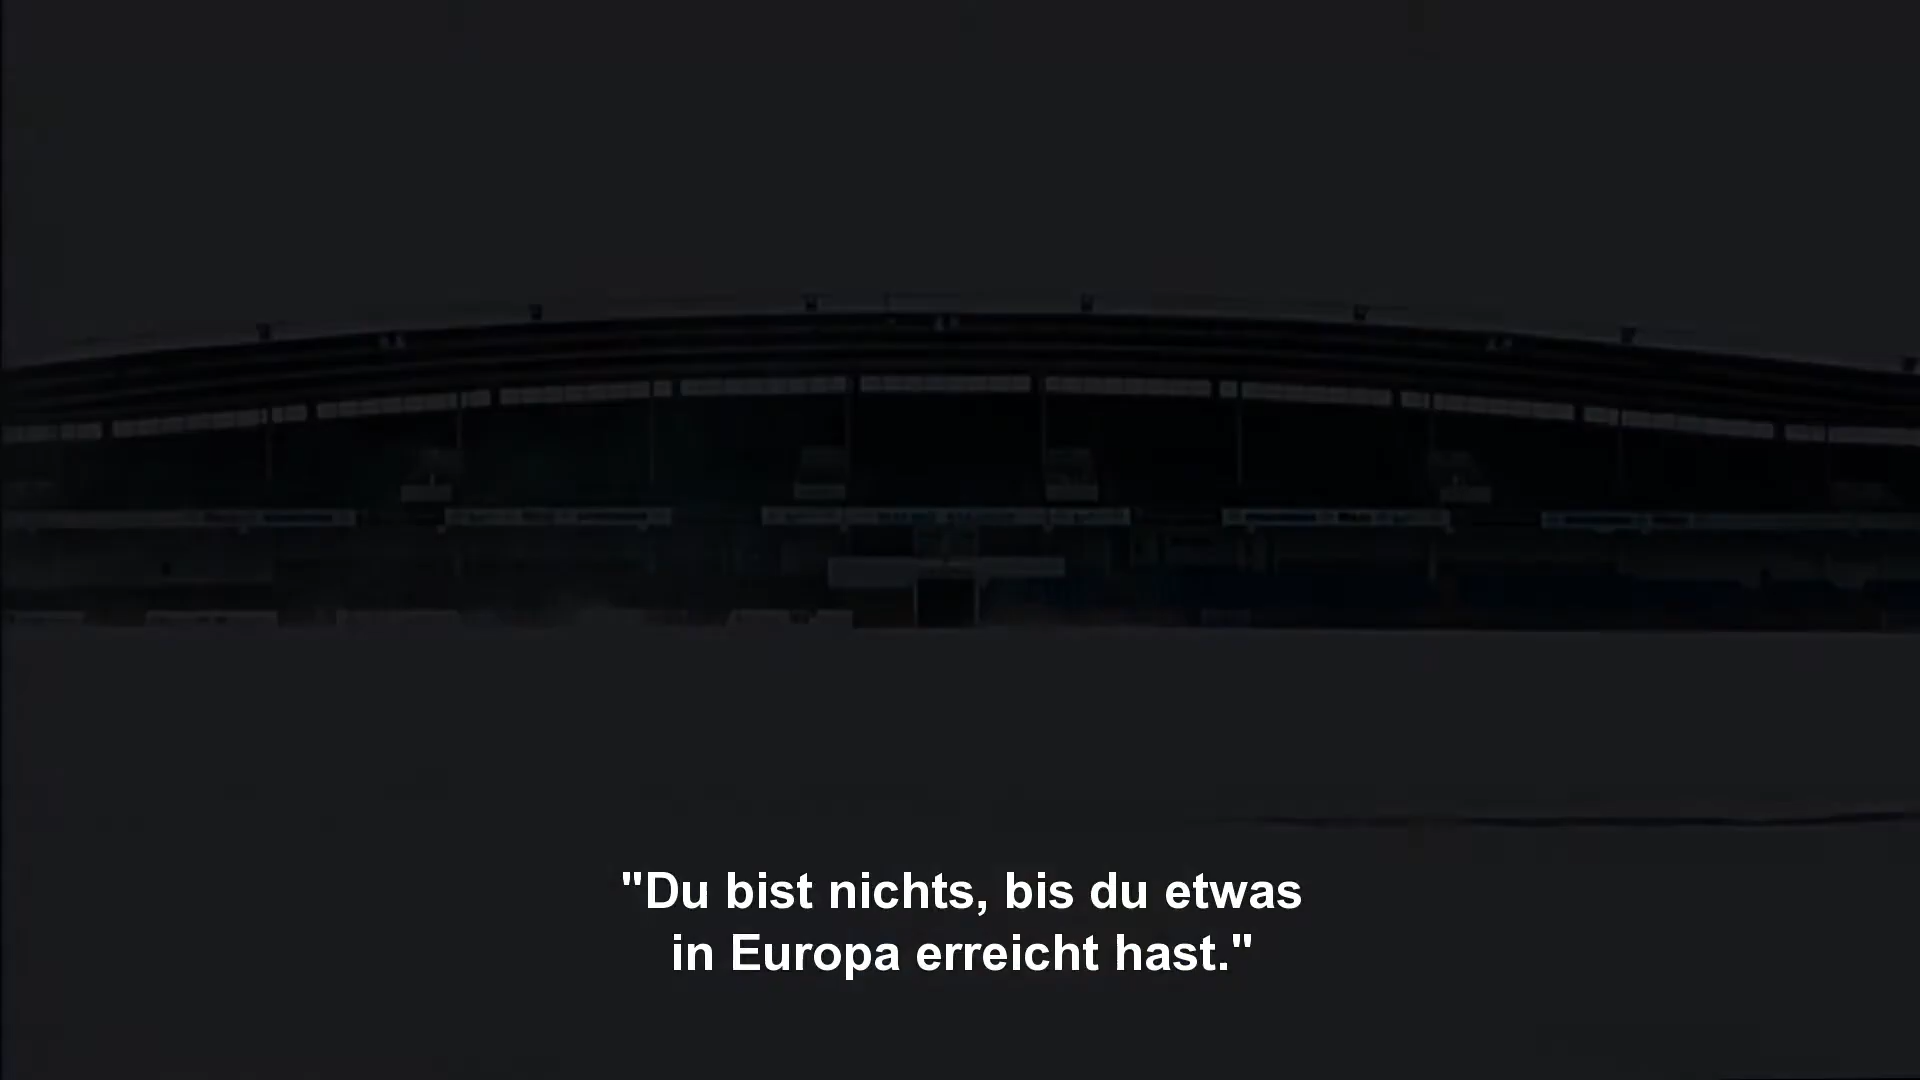 "Du bist nichts, bis du etwas
in Europa erreicht hast."